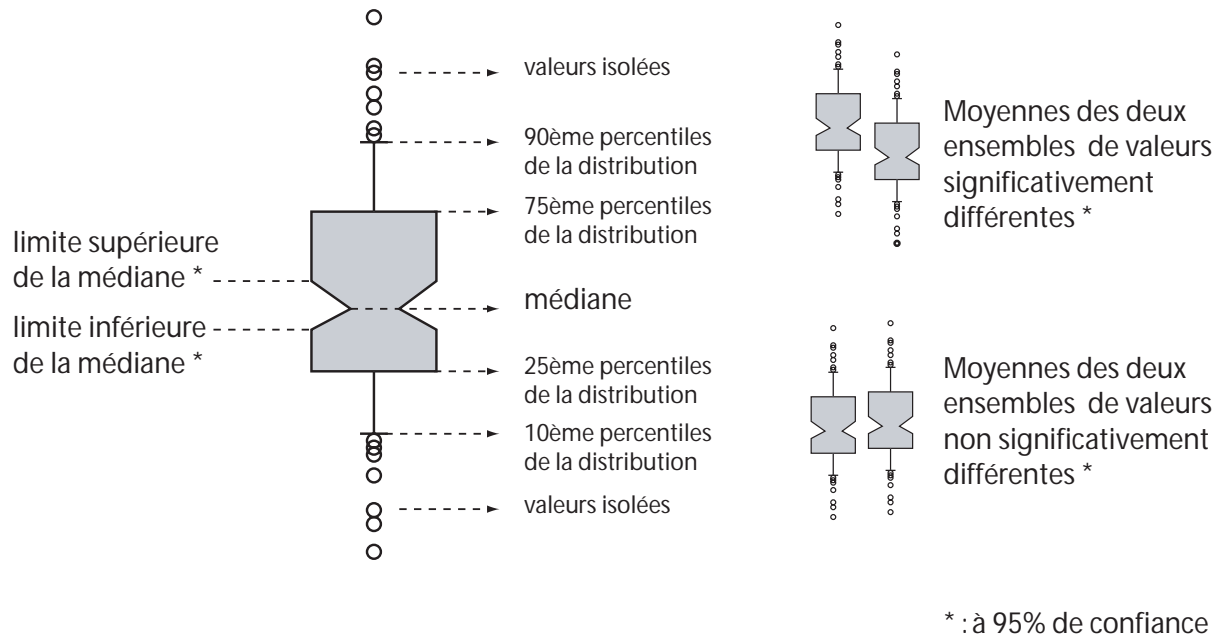 valeurs isolées
90ème percentiles
de la distribution
75ème percentiles
de la distribution
limite supérieure
de la médiane *
médiane
limite inférieure
de la médiane *
25ème percentiles
de la distribution
10ème percentiles
de la distribution
valeurs isolées
Moyennes des deux
ensembles de valeurs
significativement
différentes *
Moyennes des deux
ensembles de valeurs
non significativement
différentes *
* : à 95% de confiance